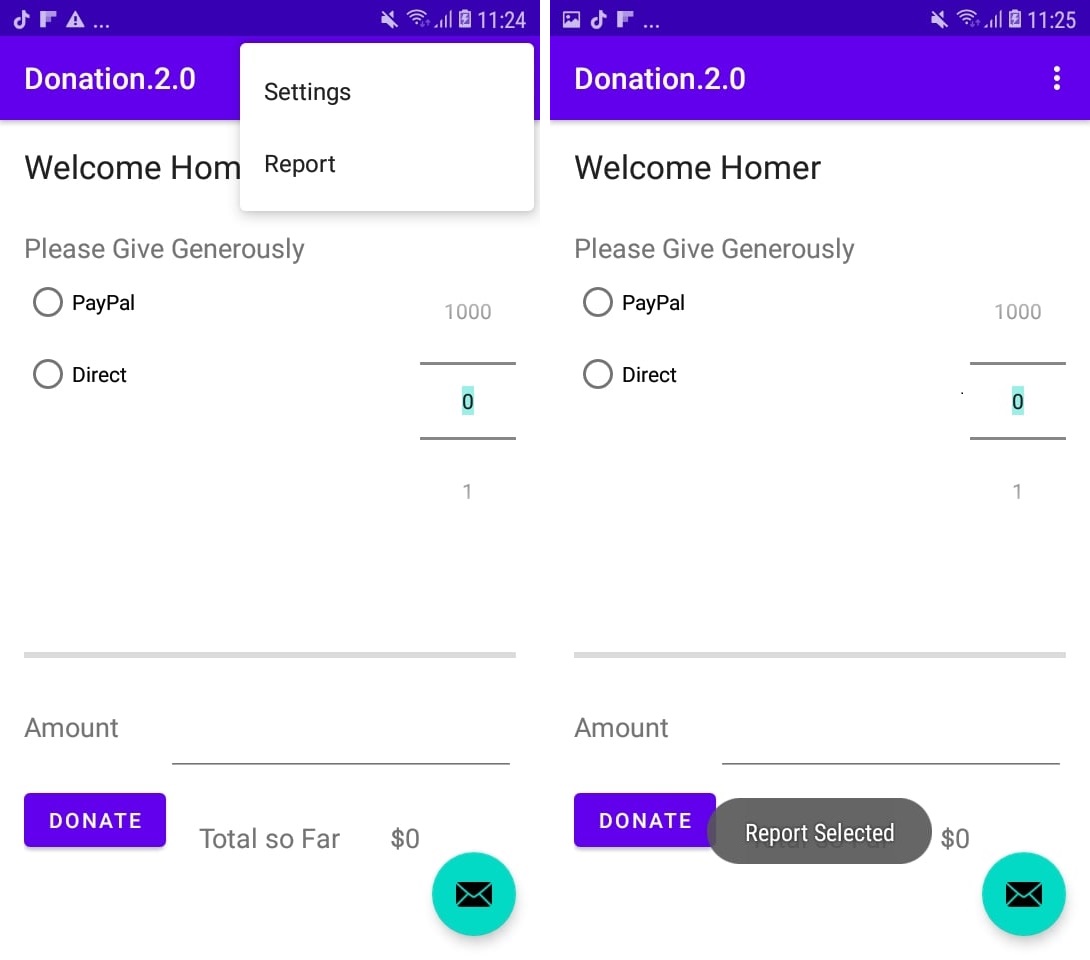 ... 11:24
Donation.2.0
Settings
Report
Welcome Hom
Please Give Generously
PayPal
1000
Direct
0
1
Amount
DONATE
Total so Far $0
... 11:25
Donation.2.0
Welcome Homer
Please Give Generously
PayPal
1000
Direct
0
1
Amount
DONATE
Report Selected
$0